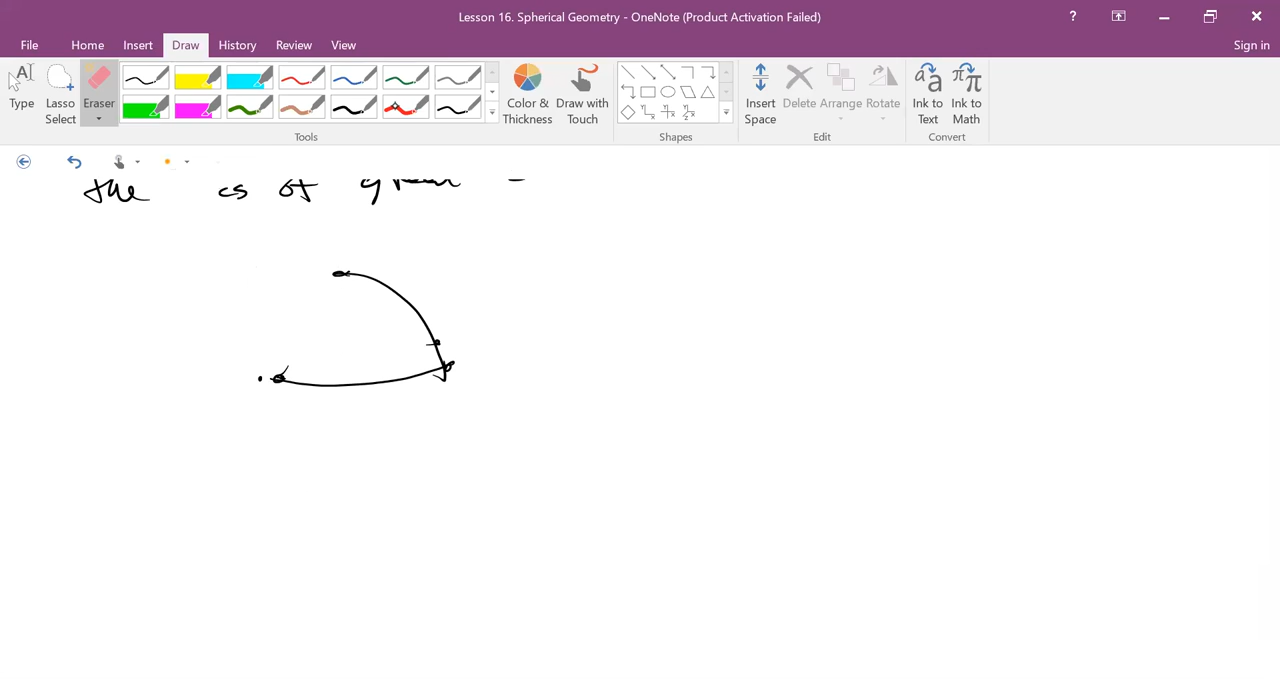 Lesson 16. Spherical Geometry - OneNote (Product Activation Failed)
?
File Home Insert Draw History Review View
Sign in
Type Lasso Select Eraser
Color & Thickness Draw with Touch
Insert Space Delete Arrange Rotate
Ink to Text Ink to Math
Tools Shapes Edit Convert
the is of